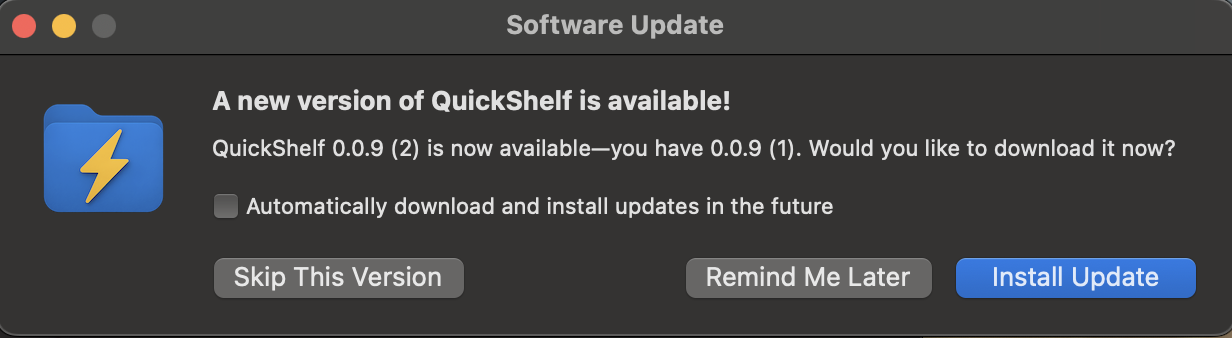 Software Update
A new version of QuickShelf is available!
QuickShelf 0.0.9 (2) is now available—you have 0.0.9 (1). Would you like to download it now?
Automatically download and install updates in the future
Skip This Version
Remind Me Later
Install Update